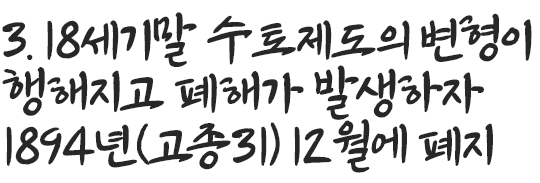 3. 18세기말 수토제도의 변형이
행해지고 폐해가 발생하자
1894년(고종31) 12월에 폐지